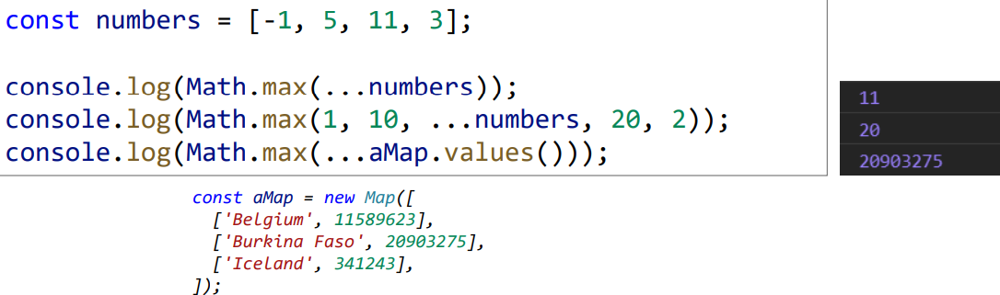 const numbers = [-1, 5, 11, 3];
console.log(Math.max(...numbers));
console.log(Math.max(1, 10, ...numbers, 20, 2));
console.log(Math.max(...aMap.values()));
11
20
20903275
const aMap = new Map([
['Belgium', 11589623],
['Burkina Faso', 20903275],
['Iceland', 341243],
]);